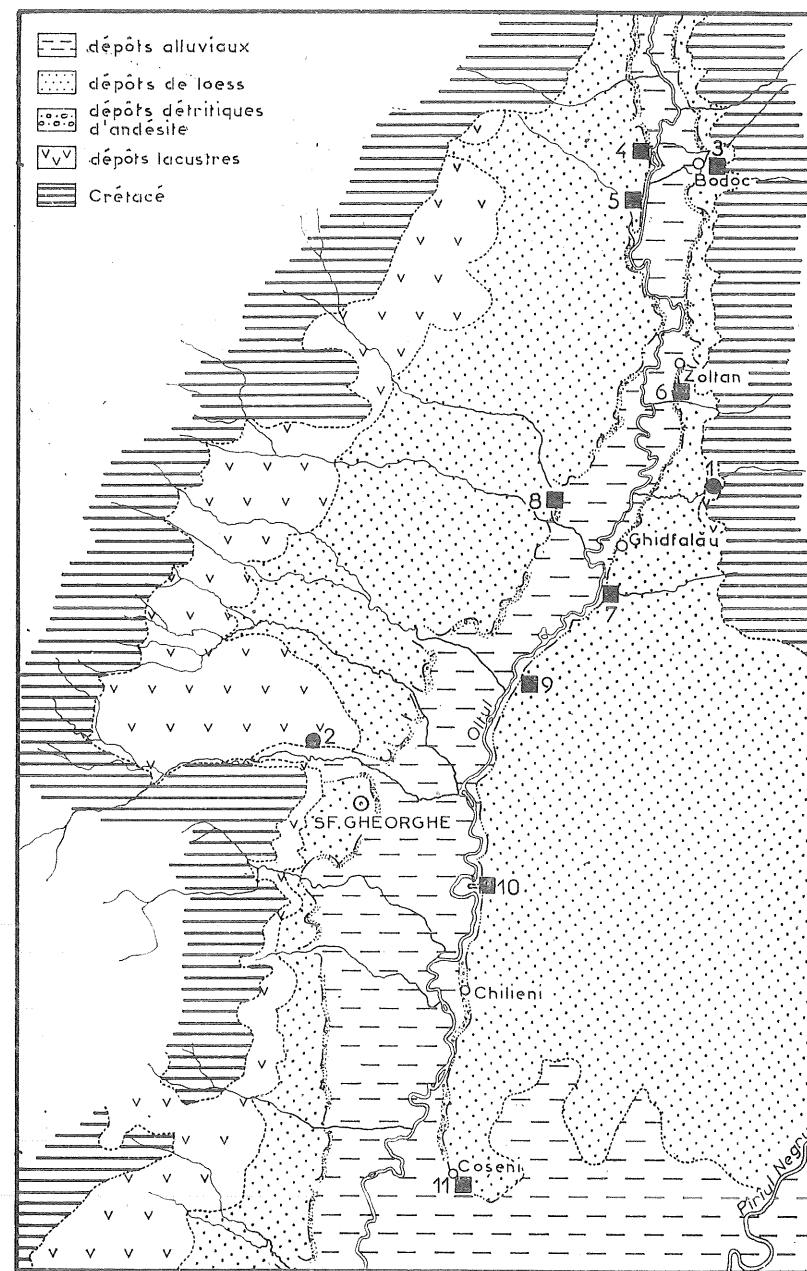 dépôts alluviaux
dépôts de loess
dépôts détritiques
d'andésite
dépôts lacustres
Crétacé
4
3
Bodoc
5
Zoltan
6
1
8
Ghidfalău
7
9
Oltul
2
SF. GHEORGHE
10
Chilieni
Coseni
11
Pîrîul Negru